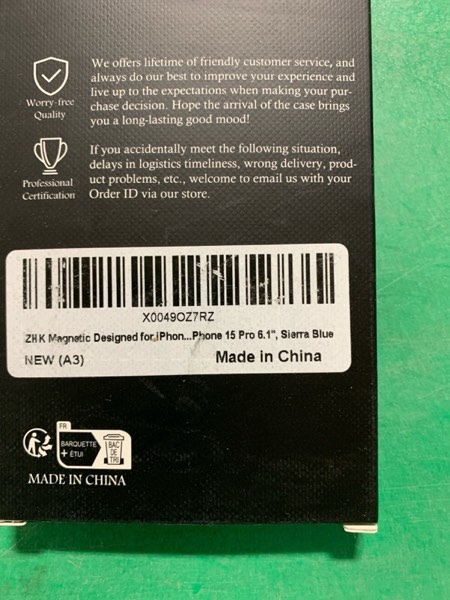 We offers lifetime of friendly customer service, and
always do our best to improve your experience and
live up to the expectations when making your pur-
chase decision. Hope the arrival of the case brings
you a long-lasting good mood!
Worry-free
Quality
If you accidentally meet the following situation,
delays in logistics timeliness, wrong delivery, prod-
uct problems, etc., welcome to email us with your
Order ID via our store.
Professional
Certification
X0049OZ7RZ
ZHK Magnetic Designed for iPhon...Phone 15 Pro 6.1", Sierra Blue
NEW (A3)
Made in China
FR
BARQUETTE
+ ÉTUI
BAC
DE
TRI
MADE IN CHINA